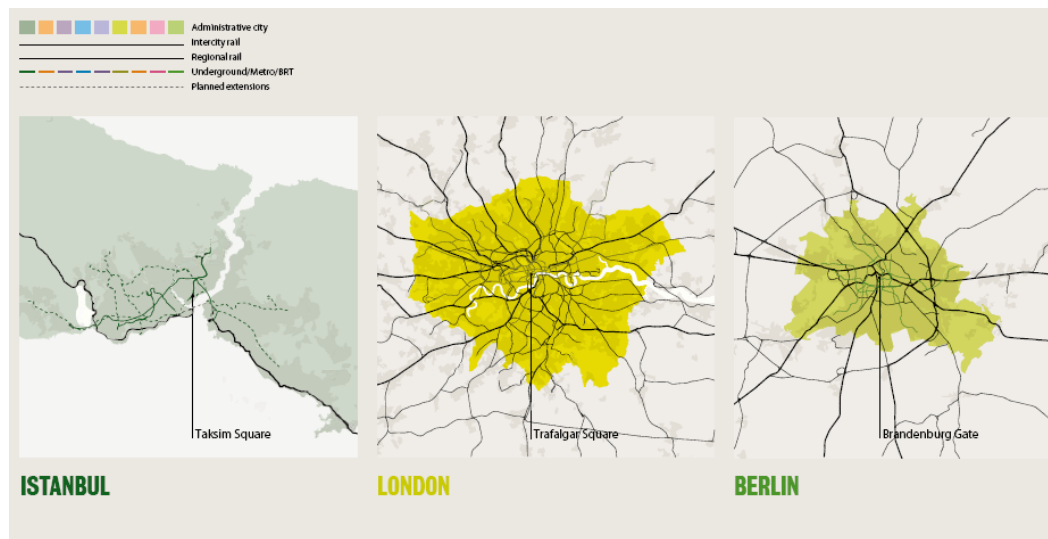 Administrative city
Intercity rail
Regional rail
Underground/Metro/BRT
Planned extensions
Taksim Square
Trafalgar Square
Brandenburg Gate
ISTANBUL
LONDON
BERLIN